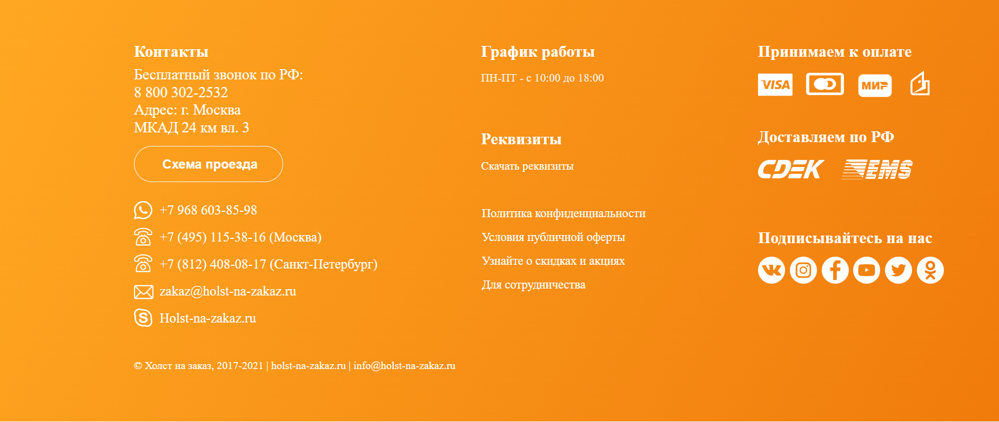 Контакты
Бесплатный звонок по РФ:
8 800 302-2532
Адрес: г. Москва
МКАД 24 км вл. 3
Схема проезда
+7 968 603-85-98
+7 (495) 115-38-16 (Москва)
+7 (812) 408-08-17 (Санкт-Петербург)
zakaz@holst-na-zakaz.ru
Holst-na-zakaz.ru
График работы
ПН-ПТ - с 10:00 до 18:00
Реквизиты
Скачать реквизиты
Политика конфиденциальности
Условия публичной оферты
Узнайте о скидках и акциях
Для сотрудничества
Принимаем к оплате
VISA МИР
Доставляем по РФ
CDEK EMS
Подписывайтесь на нас
© Холст на заказ, 2017-2021 | holst-na-zakaz.ru | info@holst-na-zakaz.ru